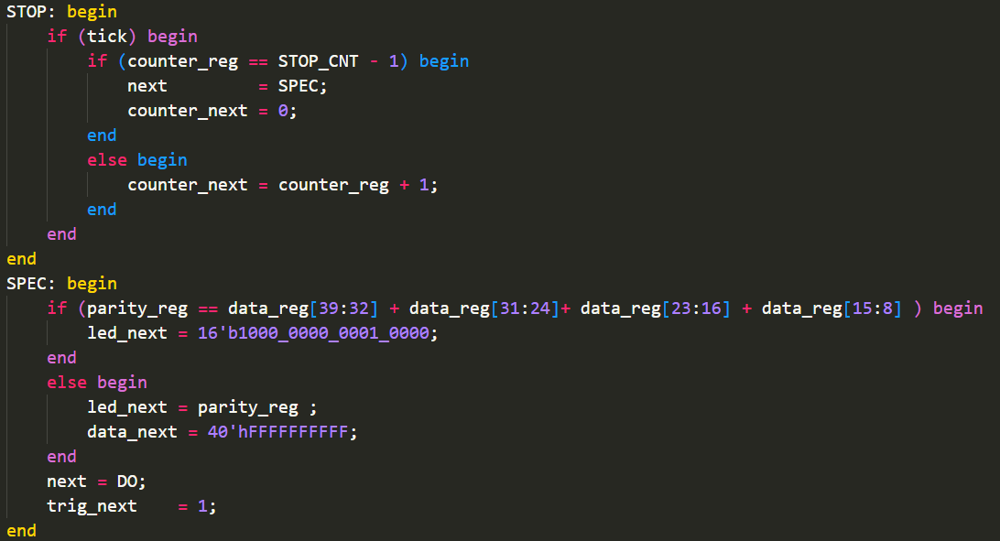 STOP: begin
    if (tick) begin
        if (counter_reg == STOP_CNT - 1) begin
            next         = SPEC;
            counter_next = 0;
        end
        else begin
            counter_next = counter_reg + 1;
        end
    end
end
SPEC: begin
    if (parity_reg == data_reg[39:32] + data_reg[31:24]+ data_reg[23:16] + data_reg[15:8] ) begin
        led_next = 16'b1000_0000_0001_0000;
    end
    else begin
        led_next = parity_reg ;
        data_next = 40'hFFFFFFFFFF;
    end
    next = DO;
    trig_next    = 1;
end